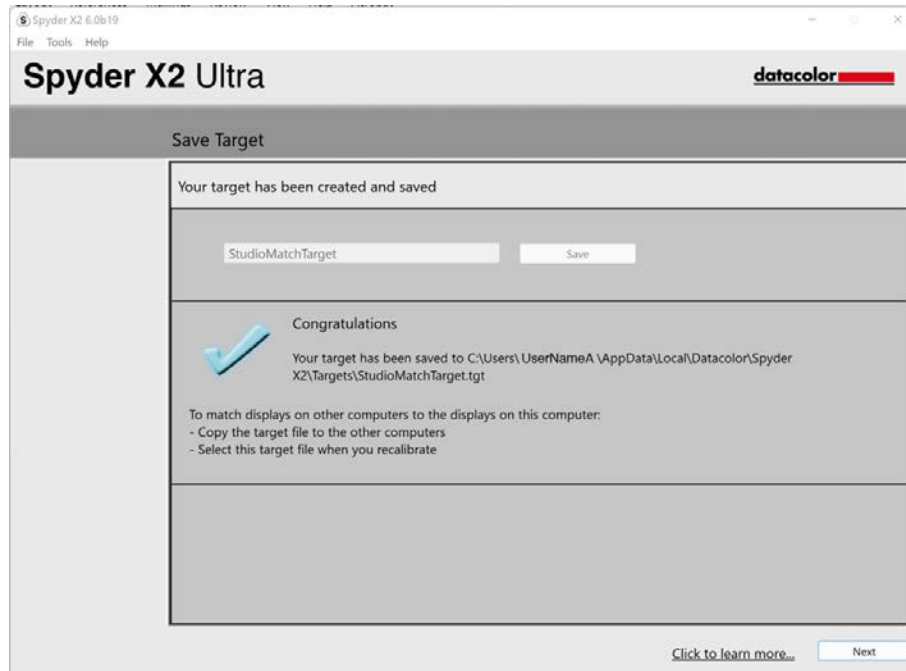 Spyder X2 6.0b19
File Tools Help
Spyder X2 Ultra
datacolor
Save Target
Your target has been created and saved
StudioMatchTarget
Save
Congratulations
Your target has been saved to C:\Users\ UserNameA \AppData\Local\Datacolor\Spyder
X2\Targets\StudioMatchTarget.tgt
To match displays on other computers to the displays on this computer:
- Copy the target file to the other computers
- Select this target file when you recalibrate
Click to learn more...
Next